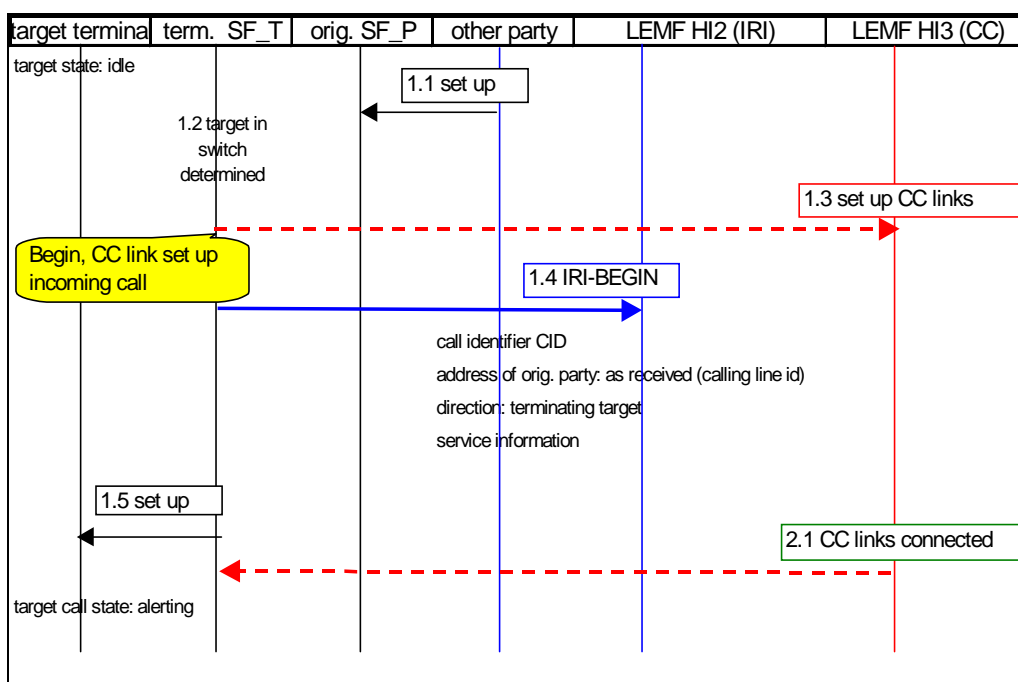 target termina term. SF_T orig. SF_P other party LEMF HI2 (IRI) LEMF HI3 (CC)
target state: idle
1.1 set up
1.2 target in
switch
determined
1.3 set up CC links
Begin, CC link set up
incoming call
1.4 IRI-BEGIN
call identifier CID
address of orig. party: as received (calling line id)
direction: terminating target
service information
1.5 set up
2.1 CC links connected
target call state: alerting